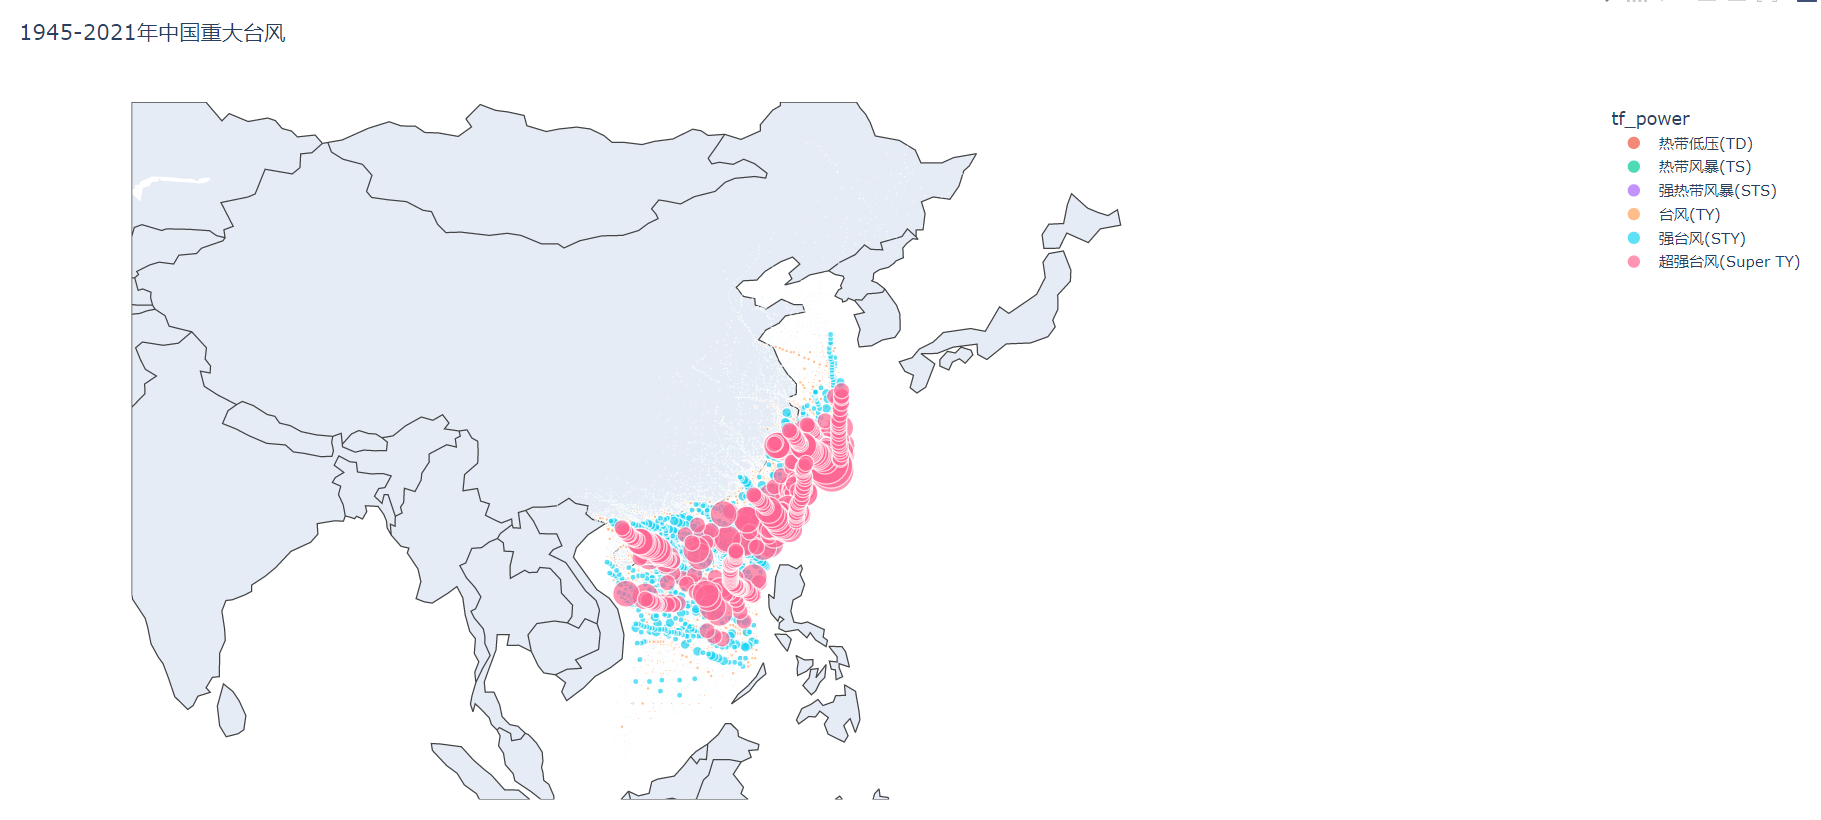 1945-2021年中国重大台风
tf_power
热带低压(TD)
热带风暴(TS)
强热带风暴(STS)
台风(TY)
强台风(STY)
超强台风(Super TY)